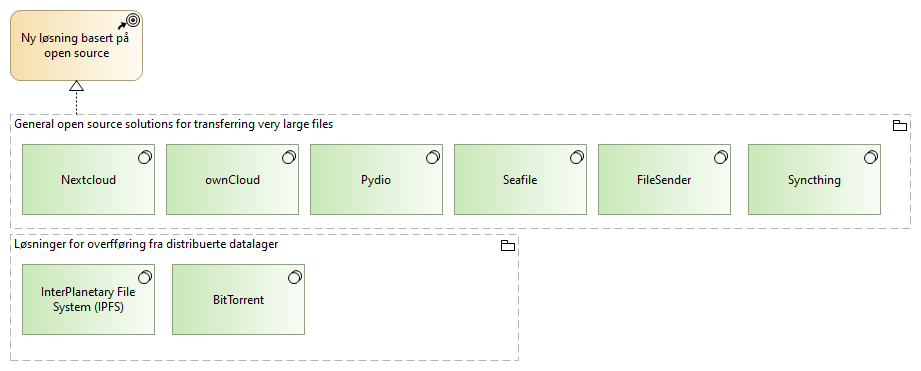 Ny løsning basert på
open source
General open source solutions for transferring very large files
Nextcloud
ownCloud
Pydio
Seafile
FileSender
Syncthing
Løsninger for overfføring fra distribuerte datalager
InterPlanetary File
System (IPFS)
BitTorrent